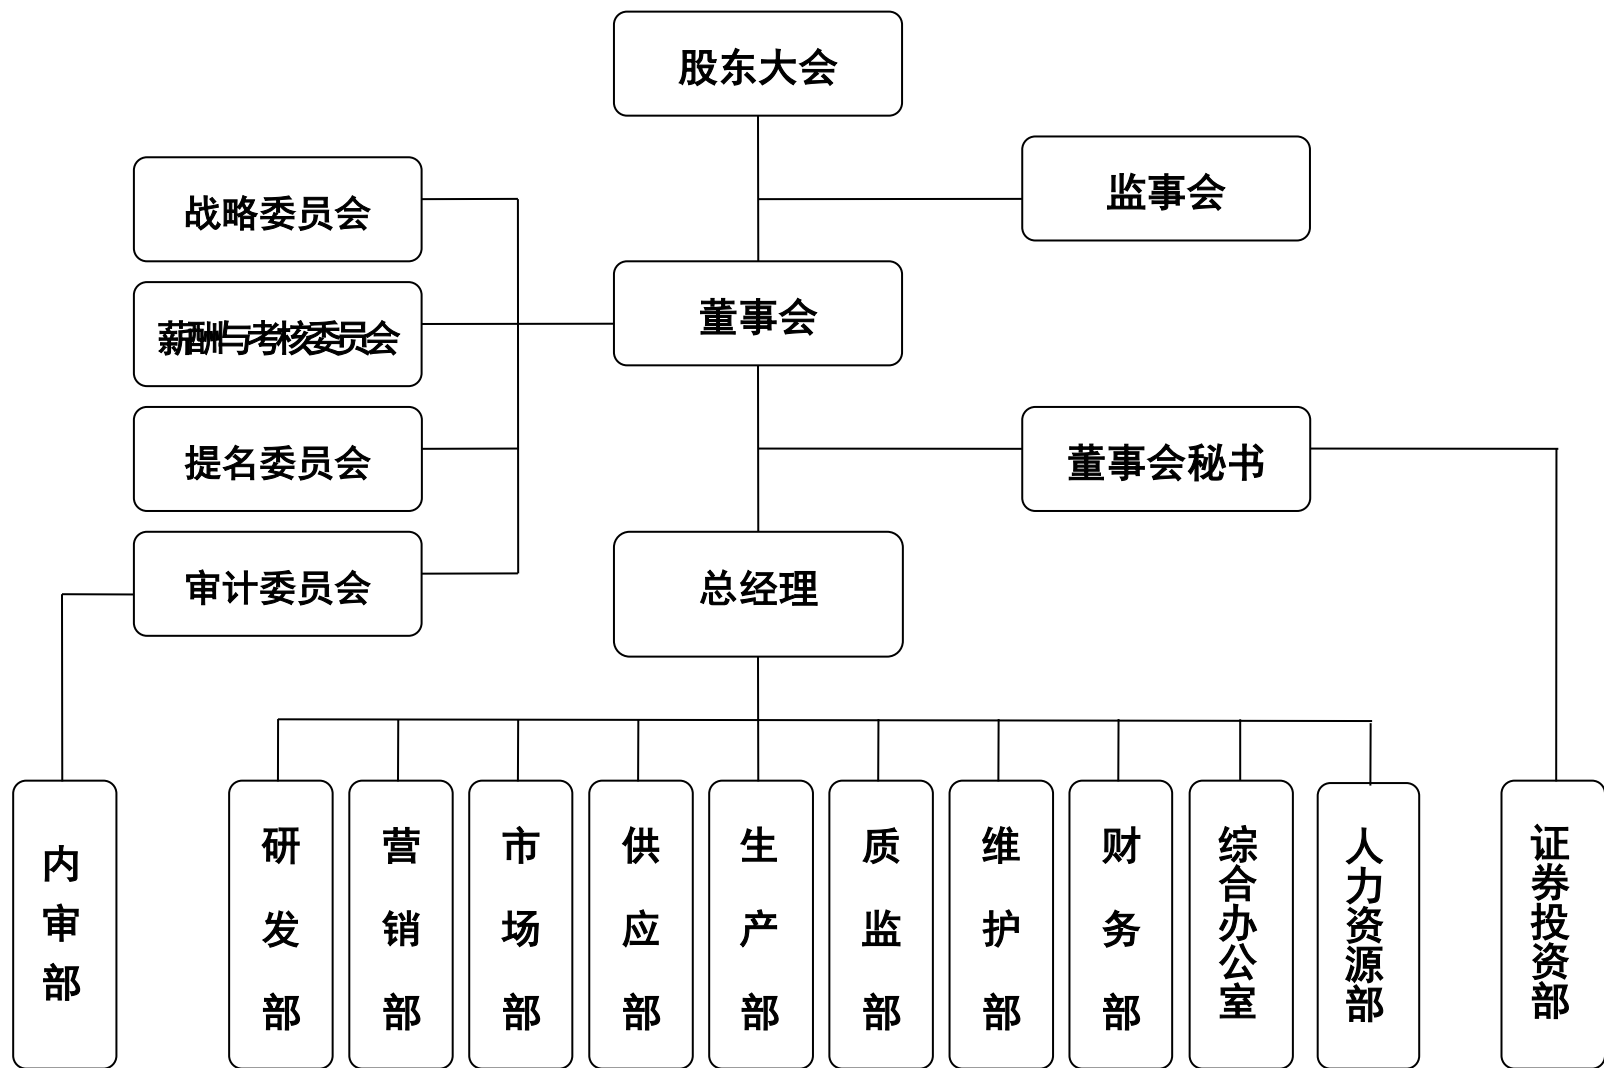 股东大会
监事会
战略委员会
董事会
薪酬与考核委员会
提名委员会
董事会秘书
审计委员会
总经理
内审部
研发部
营销部
市场部
供应部
生产部
质监部
维护部
财务部
综合办公室
人力资源部
证券投资部